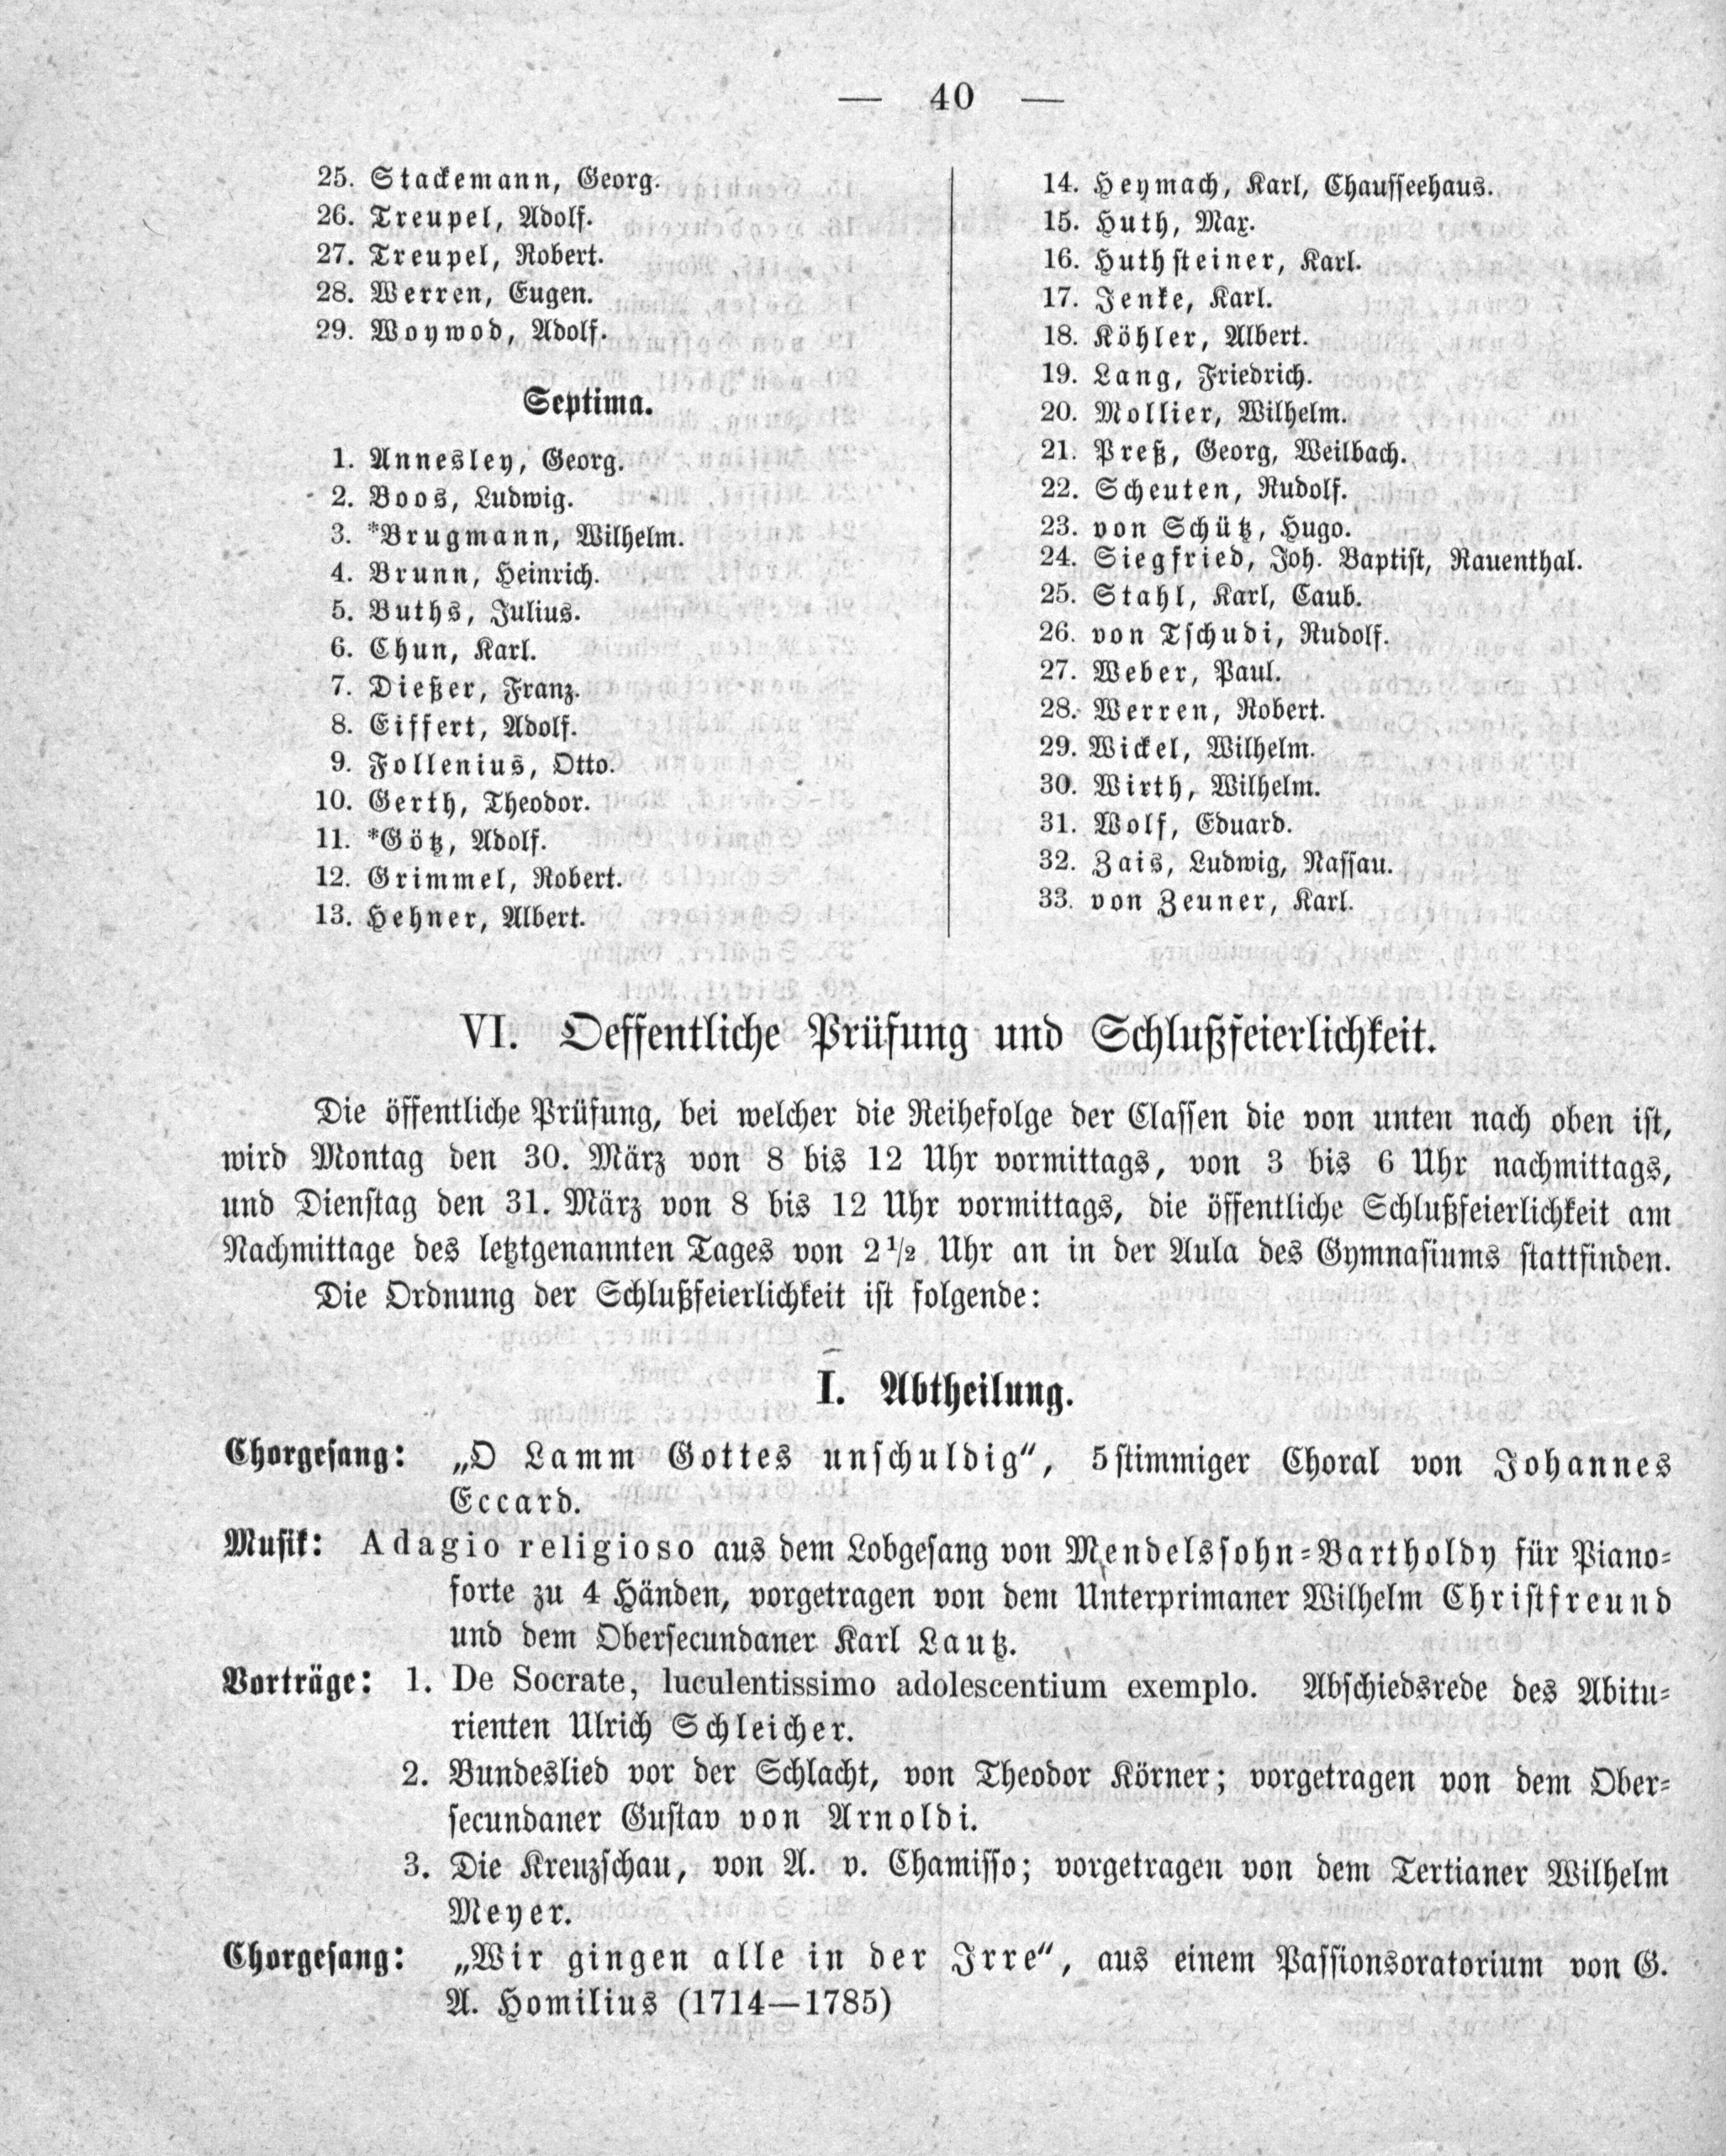 — 40 —
25. Stackemann, Georg.
26. Treupel, Adolf.
27. Treupel, Robert.
28. Werren, Eugen.
29. Woywod, Adolf.
Septima.
1. Annesley, Georg.
2. Boos, Ludwig.
3. *Brugmann, Wilhelm.
4. Brunn, Heinrich.
5. Buths, Julius.
6. Chun, Karl.
7. Dießer, Franz.
8. Eiffert, Adolf.
9. Follenius, Otto.
10. Gerth, Theodor.
11. *Götz, Adolf.
12. Grimmel, Robert.
13. Hehner, Albert.
14. Heymach, Karl, Chausseehaus.
15. Huth, Max.
16. Huthsteiner, Karl.
17. Jenke, Karl.
18. Köhler, Albert.
19. Lang, Friedrich.
20. Mollier, Wilhelm.
21. Preß, Georg, Weilbach.
22. Scheuten, Rudolf.
23. von Schütz, Hugo.
24. Siegfried, Joh. Baptist, Rauenthal.
25. Stahl, Karl, Caub.
26. von Tschudi, Rudolf.
27. Weber, Paul.
28. Werren, Robert.
29. Wickel, Wilhelm.
30. Wirth, Wilhelm.
31. Wolf, Eduard.
32. Zais, Ludwig, Nassau.
33. von Zeuner, Karl.
VI. Oeffentliche Prüfung und Schlußfeierlichkeit.
Die öffentliche Prüfung, bei welcher die Reihefolge der Classen die von unten nach oben ist,
wird Montag den 30. März von 8 bis 12 Uhr vormittags, von 3 bis 6 Uhr nachmittags,
und Dienstag den 31. März von 8 bis 12 Uhr vormittags, die öffentliche Schlußfeierlichkeit am
Nachmittage des letztgenannten Tages von 2 1/2 Uhr an in der Aula des Gymnasiums stattfinden.
Die Ordnung der Schlußfeierlichkeit ist folgende:
I. Abtheilung.
Chorgesang: „O Lamm Gottes unschuldig“, 5stimmiger Choral von Johannes
Eccard.
Musik: Adagio religioso aus dem Lobgesang von Mendelssohn-Bartholdy für Piano-
forte zu 4 Händen, vorgetragen von dem Unterprimaner Wilhelm Christfreund
und dem Obersecundaner Karl Lautz.
Vorträge: 1. De Socrate, luculentissimo adolescentium exemplo. Abschiedsrede des Abitu-
rienten Ulrich Schleicher.
2. Bundeslied vor der Schlacht, von Theodor Körner; vorgetragen von dem Ober-
secundaner Gustav von Arnoldi.
3. Die Kreuzschau, von A. v. Chamisso; vorgetragen von dem Tertianer Wilhelm
Meyer.
Chorgesang: „Wir gingen alle in der Irre“, aus einem Passionsoratorium von G.
A. Homilius (1714—1785)